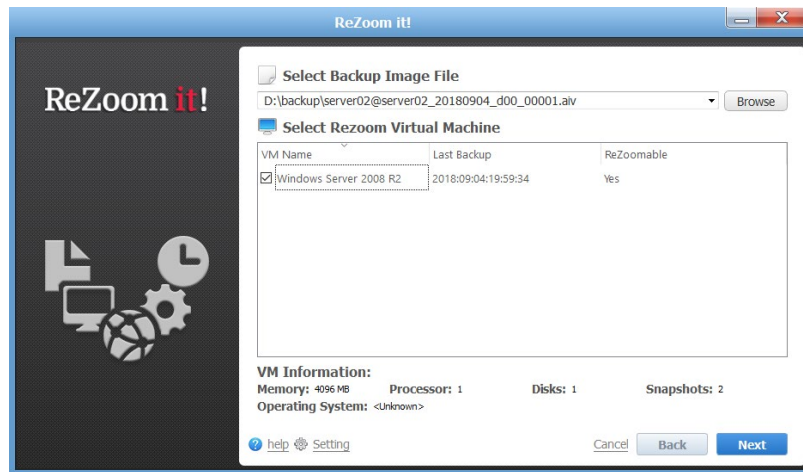 ReZoom it!
ReZoom it!
Select Backup Image File
D:\backup\server02@server02_20180904_d00_00001.aiv Browse
Select Rezoom Virtual Machine
VM Name Last Backup ReZoomable
Windows Server 2008 R2 2018:09:04:19:59:34 Yes
VM Information:
Memory: 4096 MB Processor: 1 Disks: 1 Snapshots: 2
Operating System: <Unknown>
help Setting Cancel Back Next